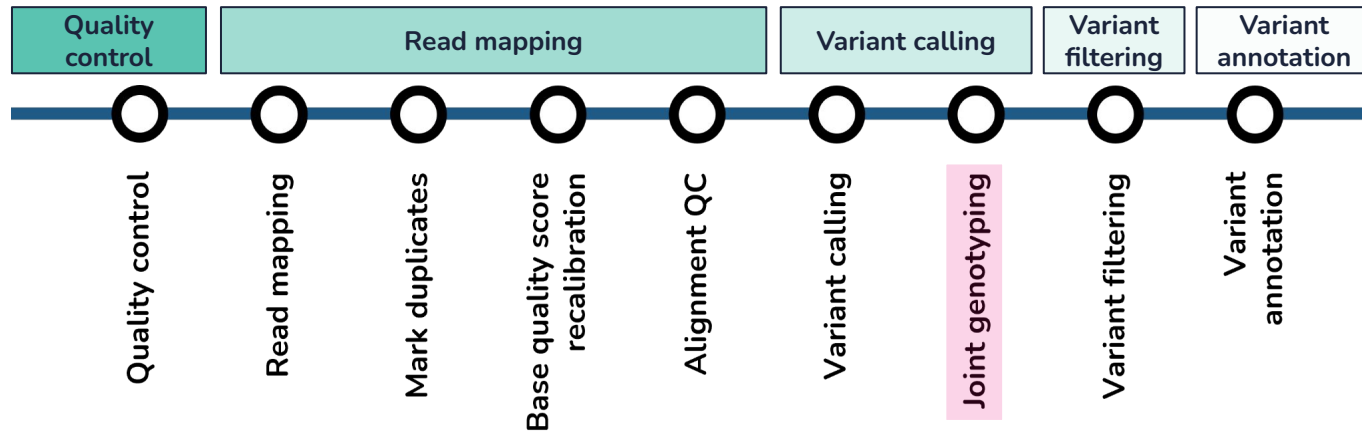 Quality
control
Read mapping
Variant calling
Variant
filtering
Variant
annotation
Quality control
Read mapping
Mark duplicates
Base quality score
recalibration
Alignment QC
Variant calling
Joint genotyping
Variant filtering
Variant
annotation